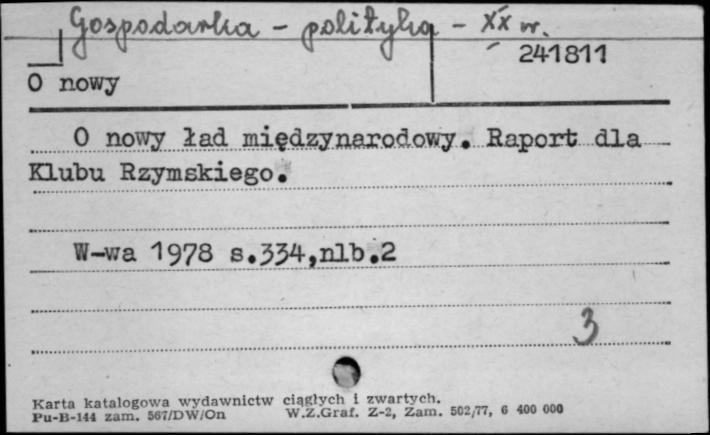 Gospodarka - polityka - XX w.
241811
O nowy
O nowy ład międzynarodowy. Raport dla
Klubu Rzymskiego.
W-wa 1978 s.334,nlb.2
3
Karta katalogowa wydawnictw ciągłych i zwartych.
Pu-B-144 zam. 567/DW/On W.Z.Graf. Z-2, Zam. 502/77, 6 400 000